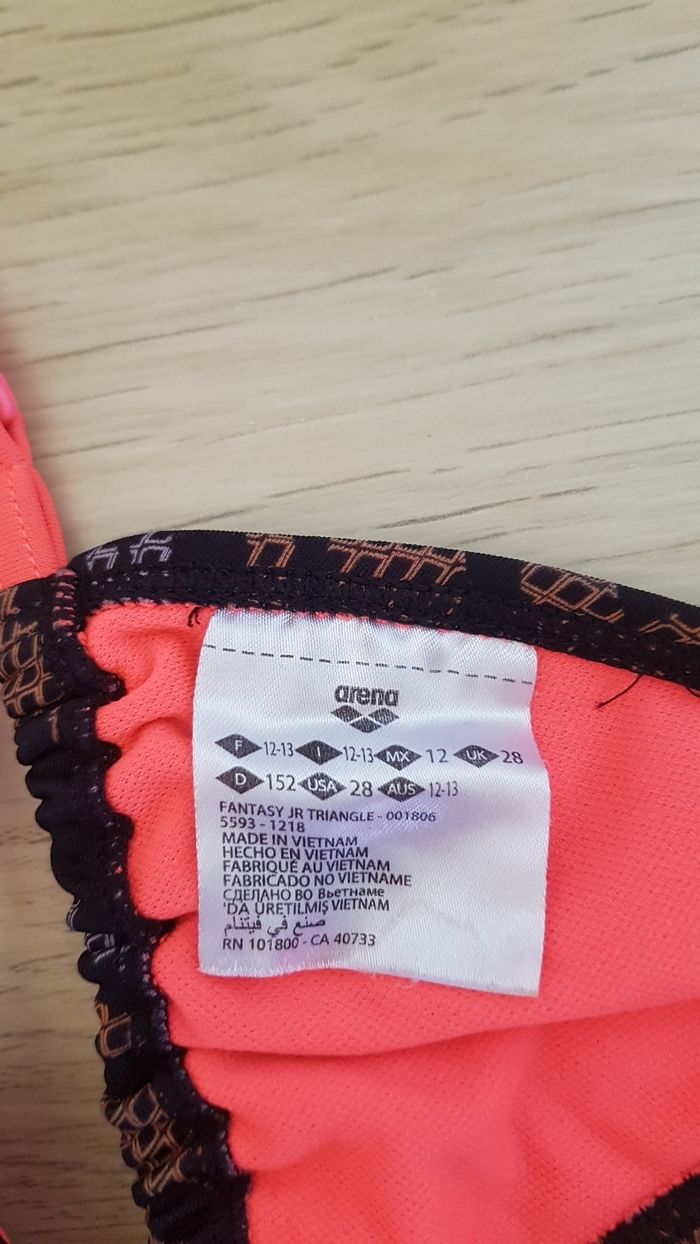 arena
F 12-13 I 12-13 MX 12 UK 28
D 152 USA 28 AUS 12-13
FANTASY JR TRIANGLE - 001806
5593 - 1218
MADE IN VIETNAM
HECHO EN VIETNAM
FABRIQUÉ AU VIETNAM
FABRICADO NO VIETNAME
СДЕЛАНО ВО Вьетнаме
'DA ÜRETILMIŞ VIETNAM
صنع في فيتنام
RN 101800 - CA 40733